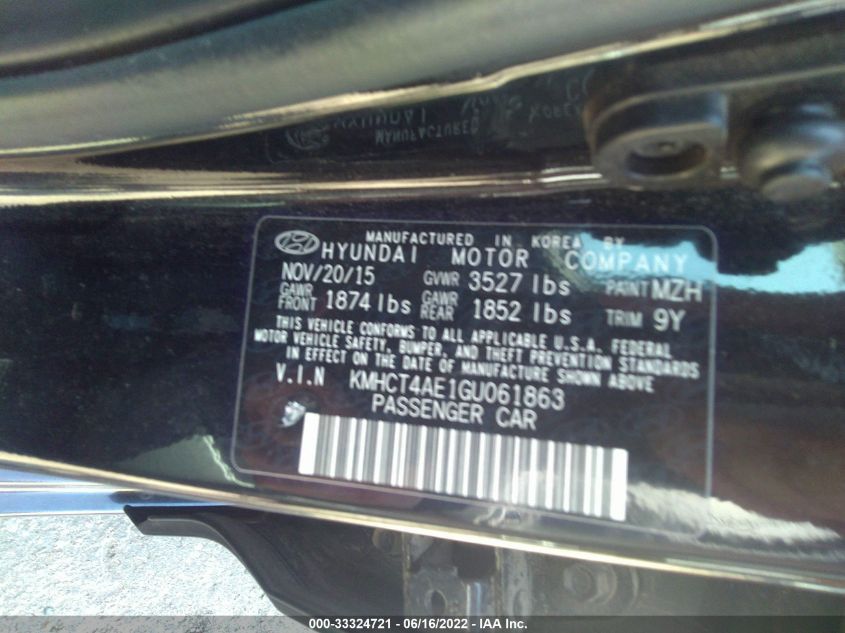 MANUFACTURED IN KOREA BY
HYUNDAI MOTOR COMPANY
NOV/20/15 GVWR 3527 lbs PAINT MZH
GAWR FRONT 1874 lbs GAWR REAR 1852 lbs TRIM 9Y
THIS VEHICLE CONFORMS TO ALL APPLICABLE U.S.A. FEDERAL
MOTOR VEHICLE SAFETY, BUMPER, AND THEFT PREVENTION STANDARDS
IN EFFECT ON THE DATE OF MANUFACTURE SHOWN ABOVE.
V.I.N KMHCT4AE1GU061863
PASSENGER CAR
000-33324721 - 06/16/2022 - IAA Inc.